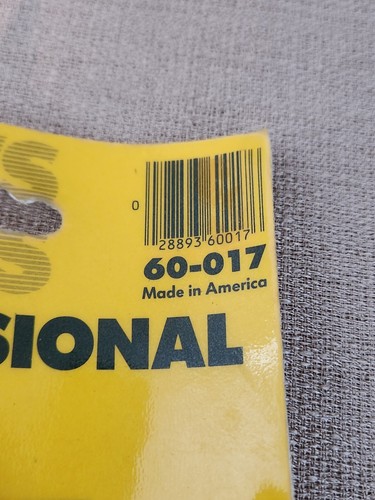 S
0
28893 60017
60-017
Made in America
S
SIONAL